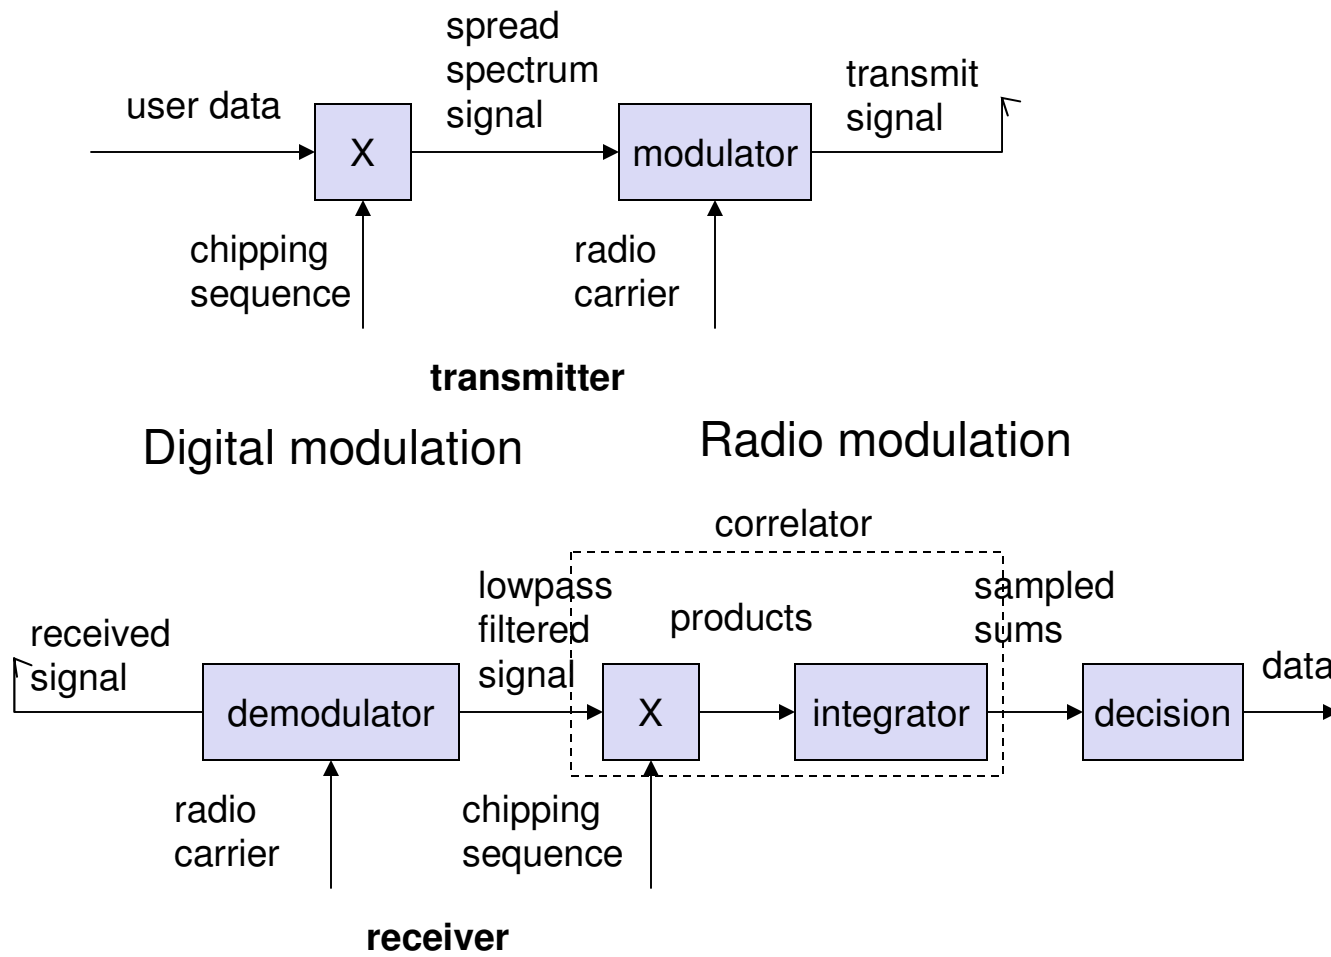 spread
spectrum
signal
user data
transmit
signal
X
modulator
chipping
sequence
radio
carrier
transmitter
Digital modulation
Radio modulation
correlator
lowpass
filtered
signal
products
sampled
sums
received
signal
data
demodulator
X
integrator
decision
radio
carrier
chipping
sequence
receiver